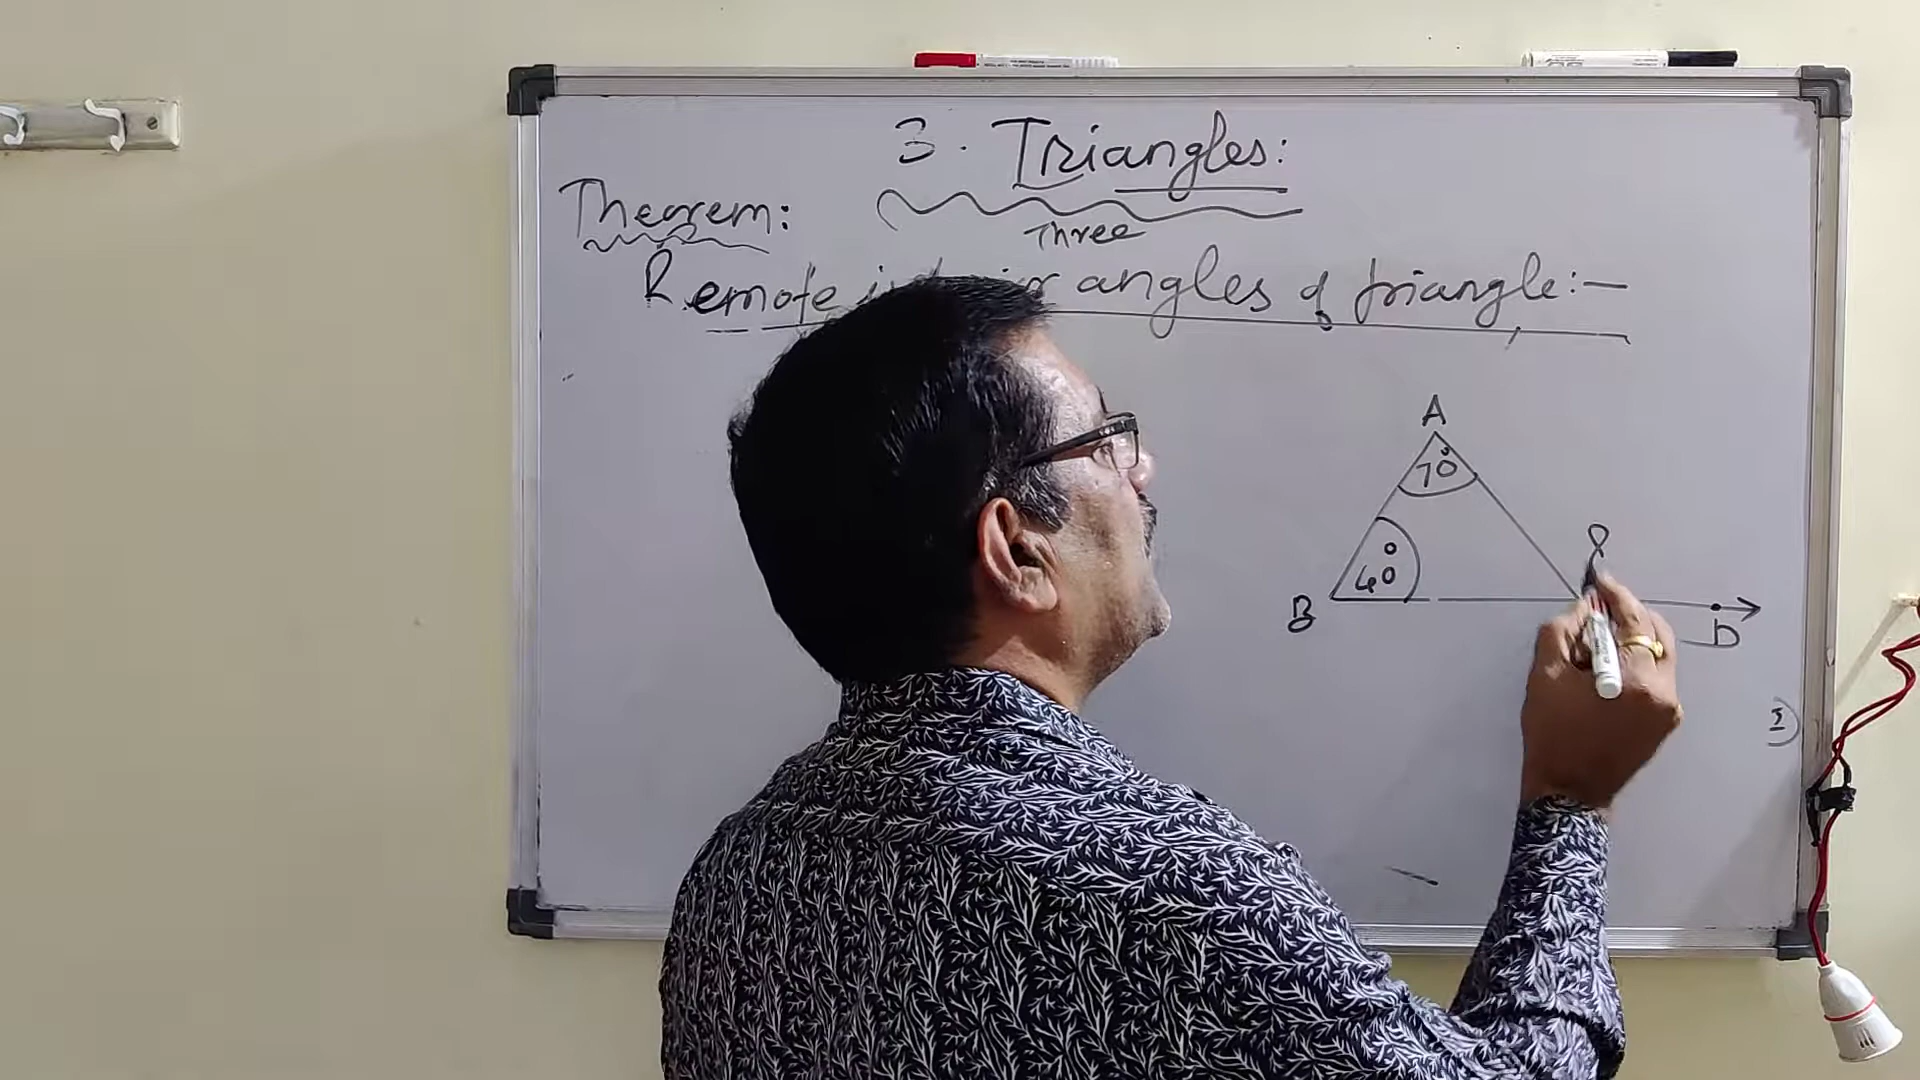 3. Triangles:
Theorem:
Three
Remote angles of triangle:-
A
70°
40°
B
D